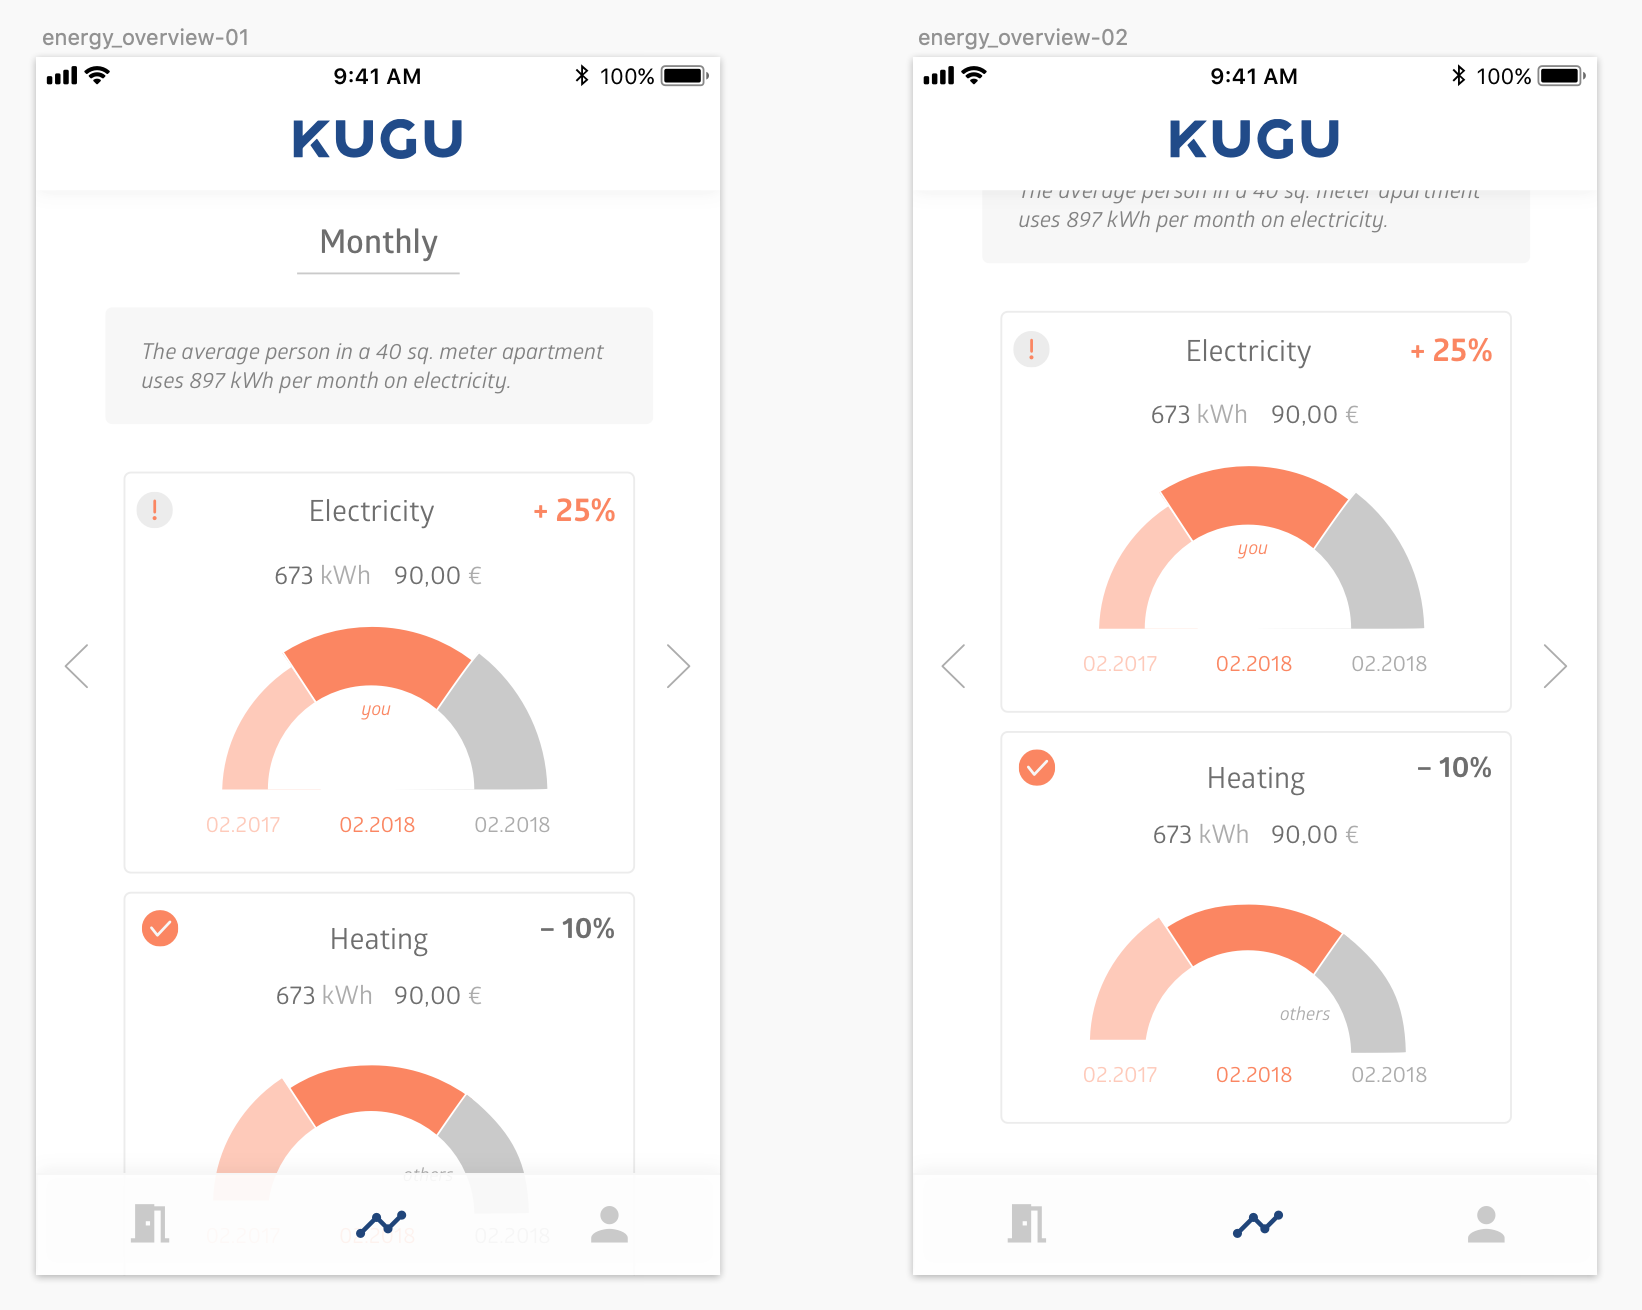 energy_overview-01
9:41 AM
100%
KUGU
Monthly
The average person in a 40 sq. meter apartment
uses 897 kWh per month on electricity.
!
Electricity
+ 25%
673 kWh 90,00 €
you
02.2017 02.2018 02.2018
Heating
– 10%
673 kWh 90,00 €
others
02.2017 02.2018 02.2018
energy_overview-02
9:41 AM
100%
KUGU
The average person in a 40 sq. meter apartment
uses 897 kWh per month on electricity.
!
Electricity
+ 25%
673 kWh 90,00 €
you
02.2017 02.2018 02.2018
Heating
– 10%
673 kWh 90,00 €
others
02.2017 02.2018 02.2018